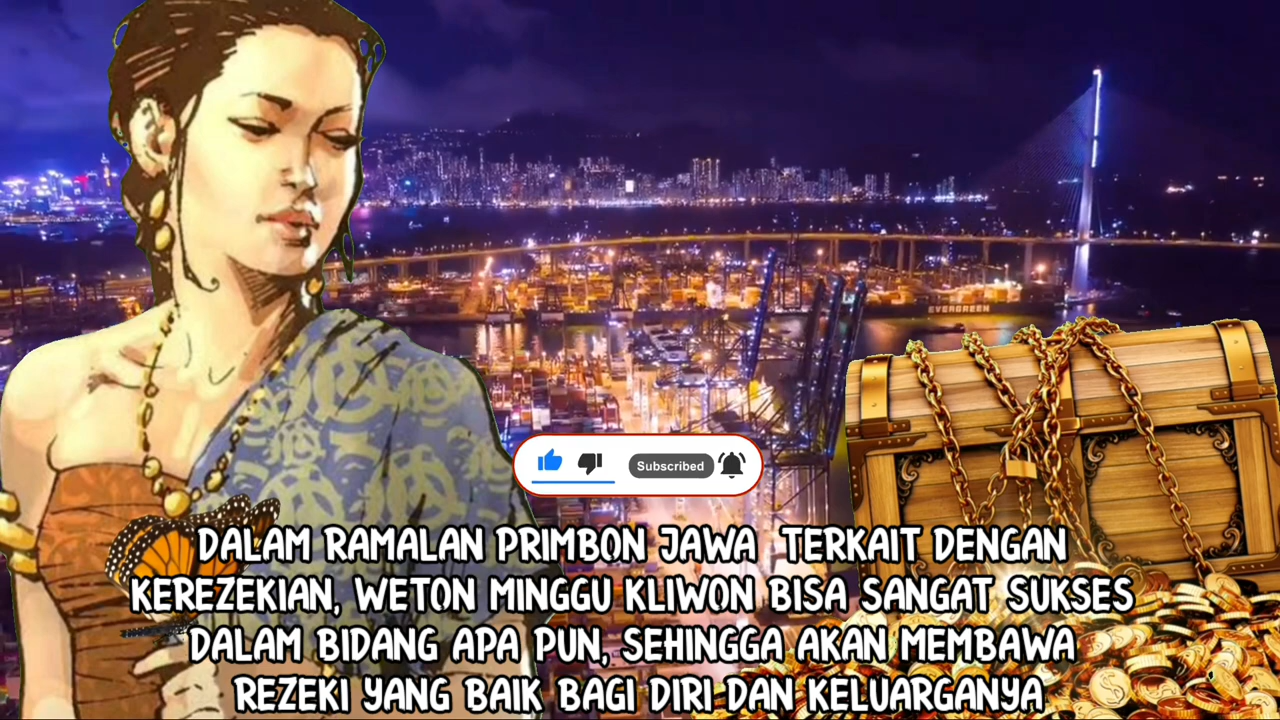 EVERGREEN
Subscribed
DALAM RAMALAN PRIMBON JAWA TERKAIT DENGAN
KEREZEKIAN, WETON MINGGU KLIWON BISA SANGAT SUKSES
DALAM BIDANG APA PUN, SEHINGGA AKAN MEMBAWA
REZEKI YANG BAIK BAGI DIRI DAN KELUARGANYA